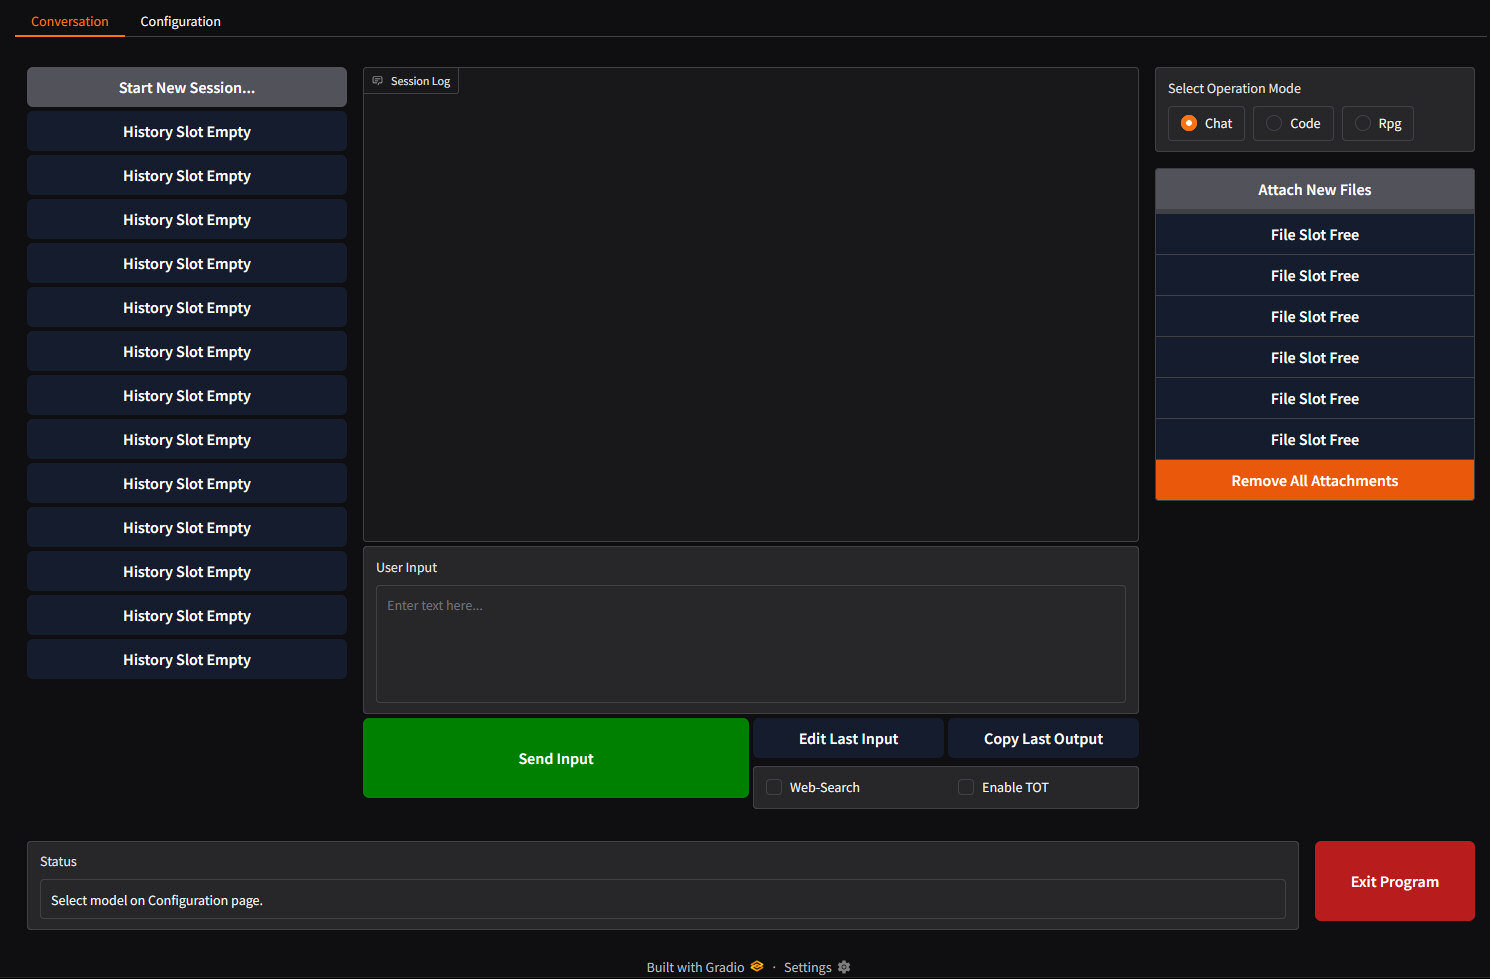 Conversation
Configuration
Start New Session...
History Slot Empty
History Slot Empty
History Slot Empty
History Slot Empty
History Slot Empty
History Slot Empty
History Slot Empty
History Slot Empty
History Slot Empty
History Slot Empty
History Slot Empty
History Slot Empty
History Slot Empty
Session Log
User Input
Enter text here...
Send Input
Edit Last Input
Copy Last Output
Web-Search
Enable TOT
Select Operation Mode
Chat
Code
Rpg
Attach New Files
File Slot Free
File Slot Free
File Slot Free
File Slot Free
File Slot Free
File Slot Free
Remove All Attachments
Status
Select model on Configuration page.
Exit Program
Built with Gradio · Settings